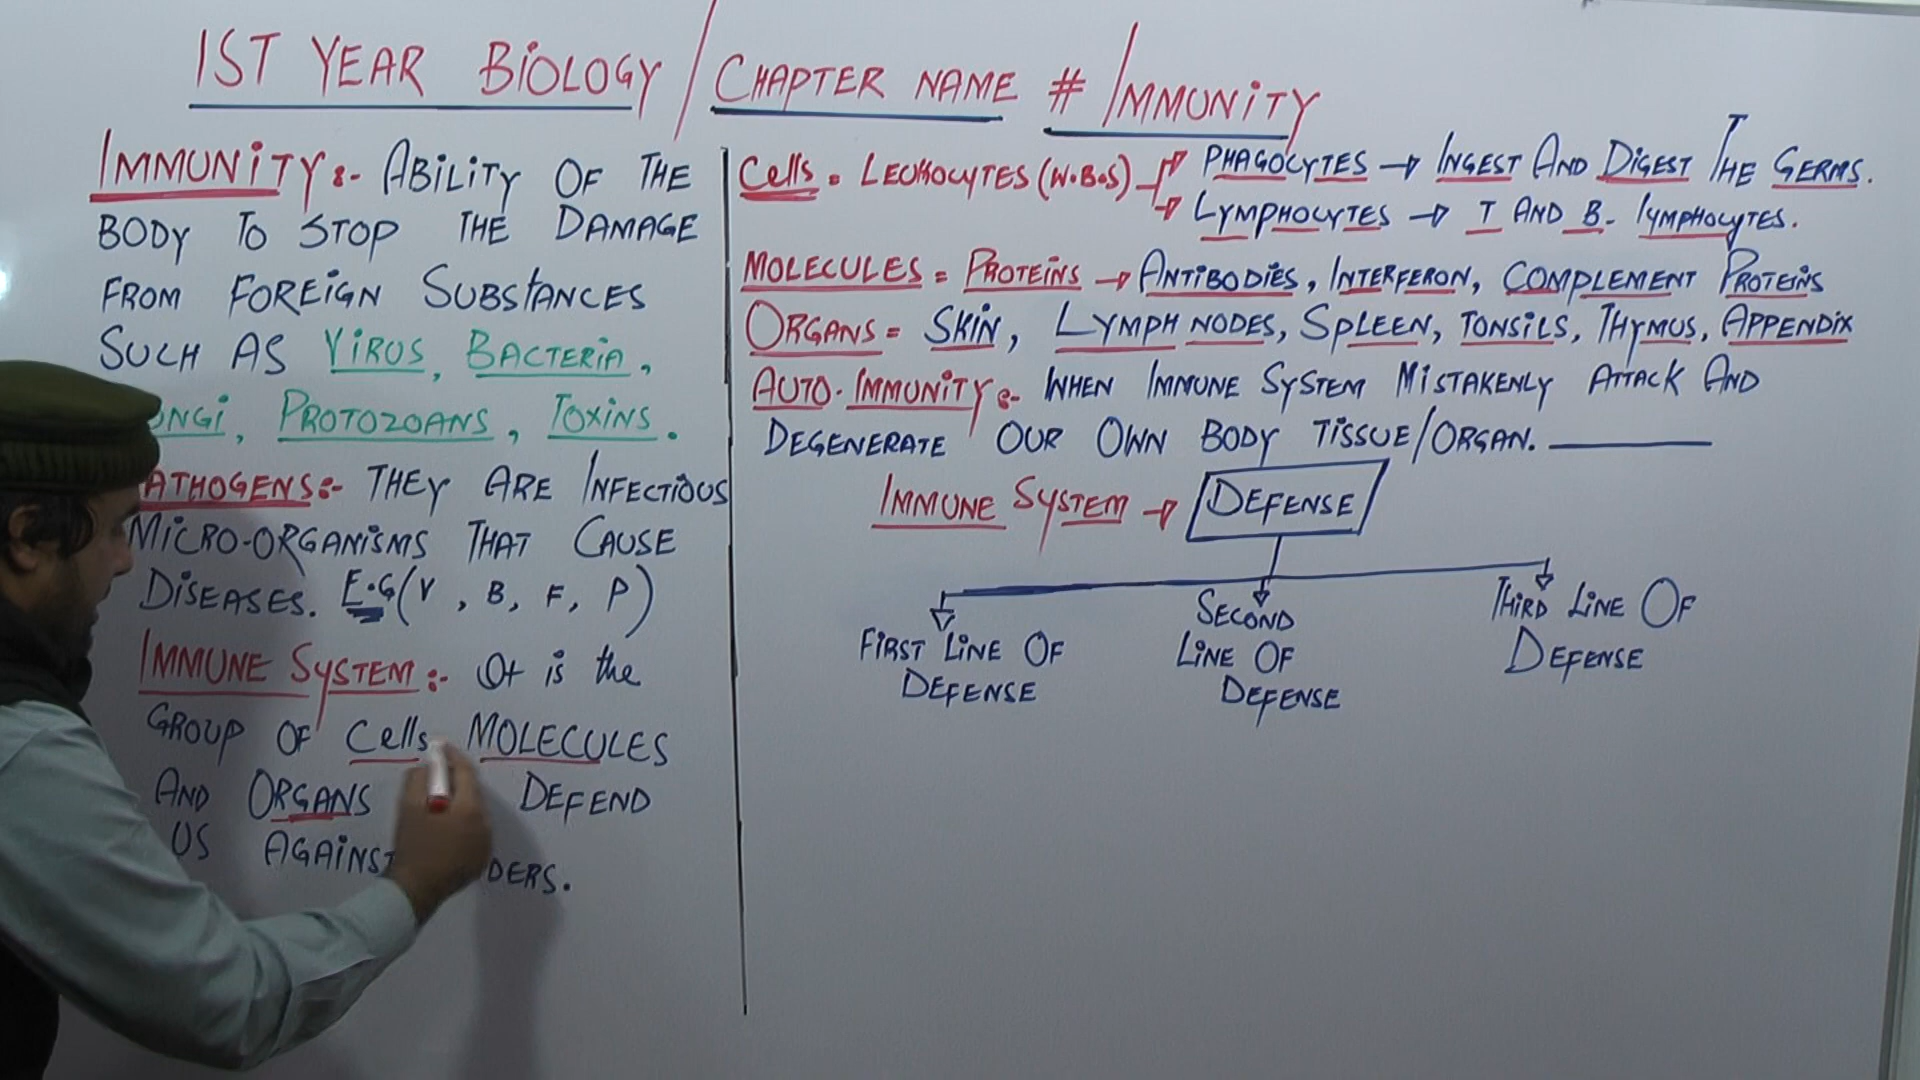 1ST YEAR BIOLOGY / CHAPTER NAME # IMMUNITY
IMMUNITY:- ABILITY OF THE
BODY TO STOP THE DAMAGE
FROM FOREIGN SUBSTANCES
SUCH AS VIRUS, BACTERIA,
NGI, PROTOZOANS, TOXINS.
ATHOGENS:- THEY ARE INFECTIOUS
MICRO-ORGANISMS THAT CAUSE
DISEASES. E.G (V, B, F, P)
IMMUNE SYSTEM:- It is the
GROUP OF Cells MOLECULES
AND ORGANS DEFEND
US AGAINST DERS.
Cells = LEUKOCYTES (W.B.S) → PHAGOCYTES → INGEST AND DIGEST THE GERMS.
→ LYMPHOCYTES → T AND B- LYMPHOCYTES.
MOLECULES = PROTEINS → ANTIBODIES, INTERFERON, COMPLEMENT PROTEINS
ORGANS = SKIN, LYMPH NODES, SPLEEN, TONSILS, THYMUS, APPENDIX
AUTO-IMMUNITY:- WHEN IMMUNE SYSTEM MISTAKENLY ATTACK AND
DEGENERATE OUR OWN BODY TISSUE/ORGAN.
IMMUNE SYSTEM → DEFENSE
FIRST LINE OF
DEFENSE
SECOND
LINE OF
DEFENSE
THIRD LINE OF
DEFENSE